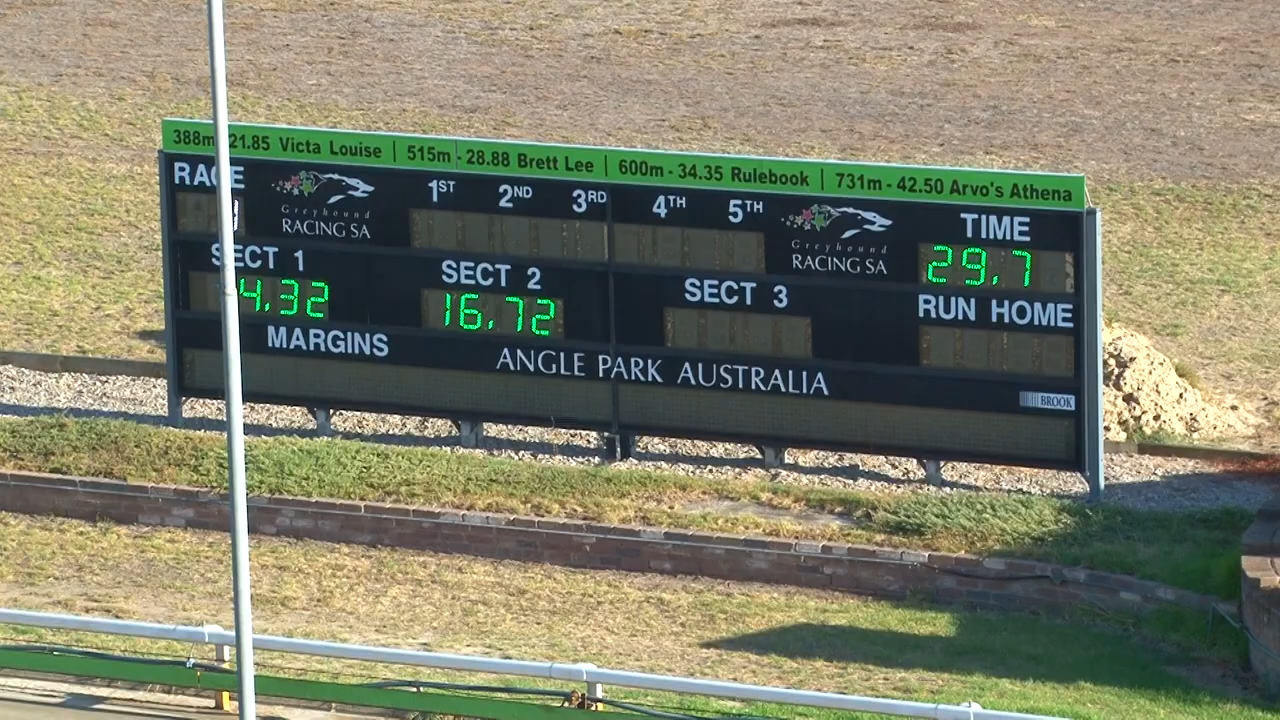 388m 21.85 Victa Louise | 515m - 28.88 Brett Lee | 600m - 34.35 Rulebook | 731m - 42.50 Arvo's Athena
RACE
Greyhound
RACING SA
1ST 2ND 3RD 4TH 5TH
Greyhound
RACING SA
TIME
29.7
SECT 1
4.32
SECT 2
16.72
SECT 3
RUN HOME
MARGINS
ANGLE PARK AUSTRALIA
BROOK